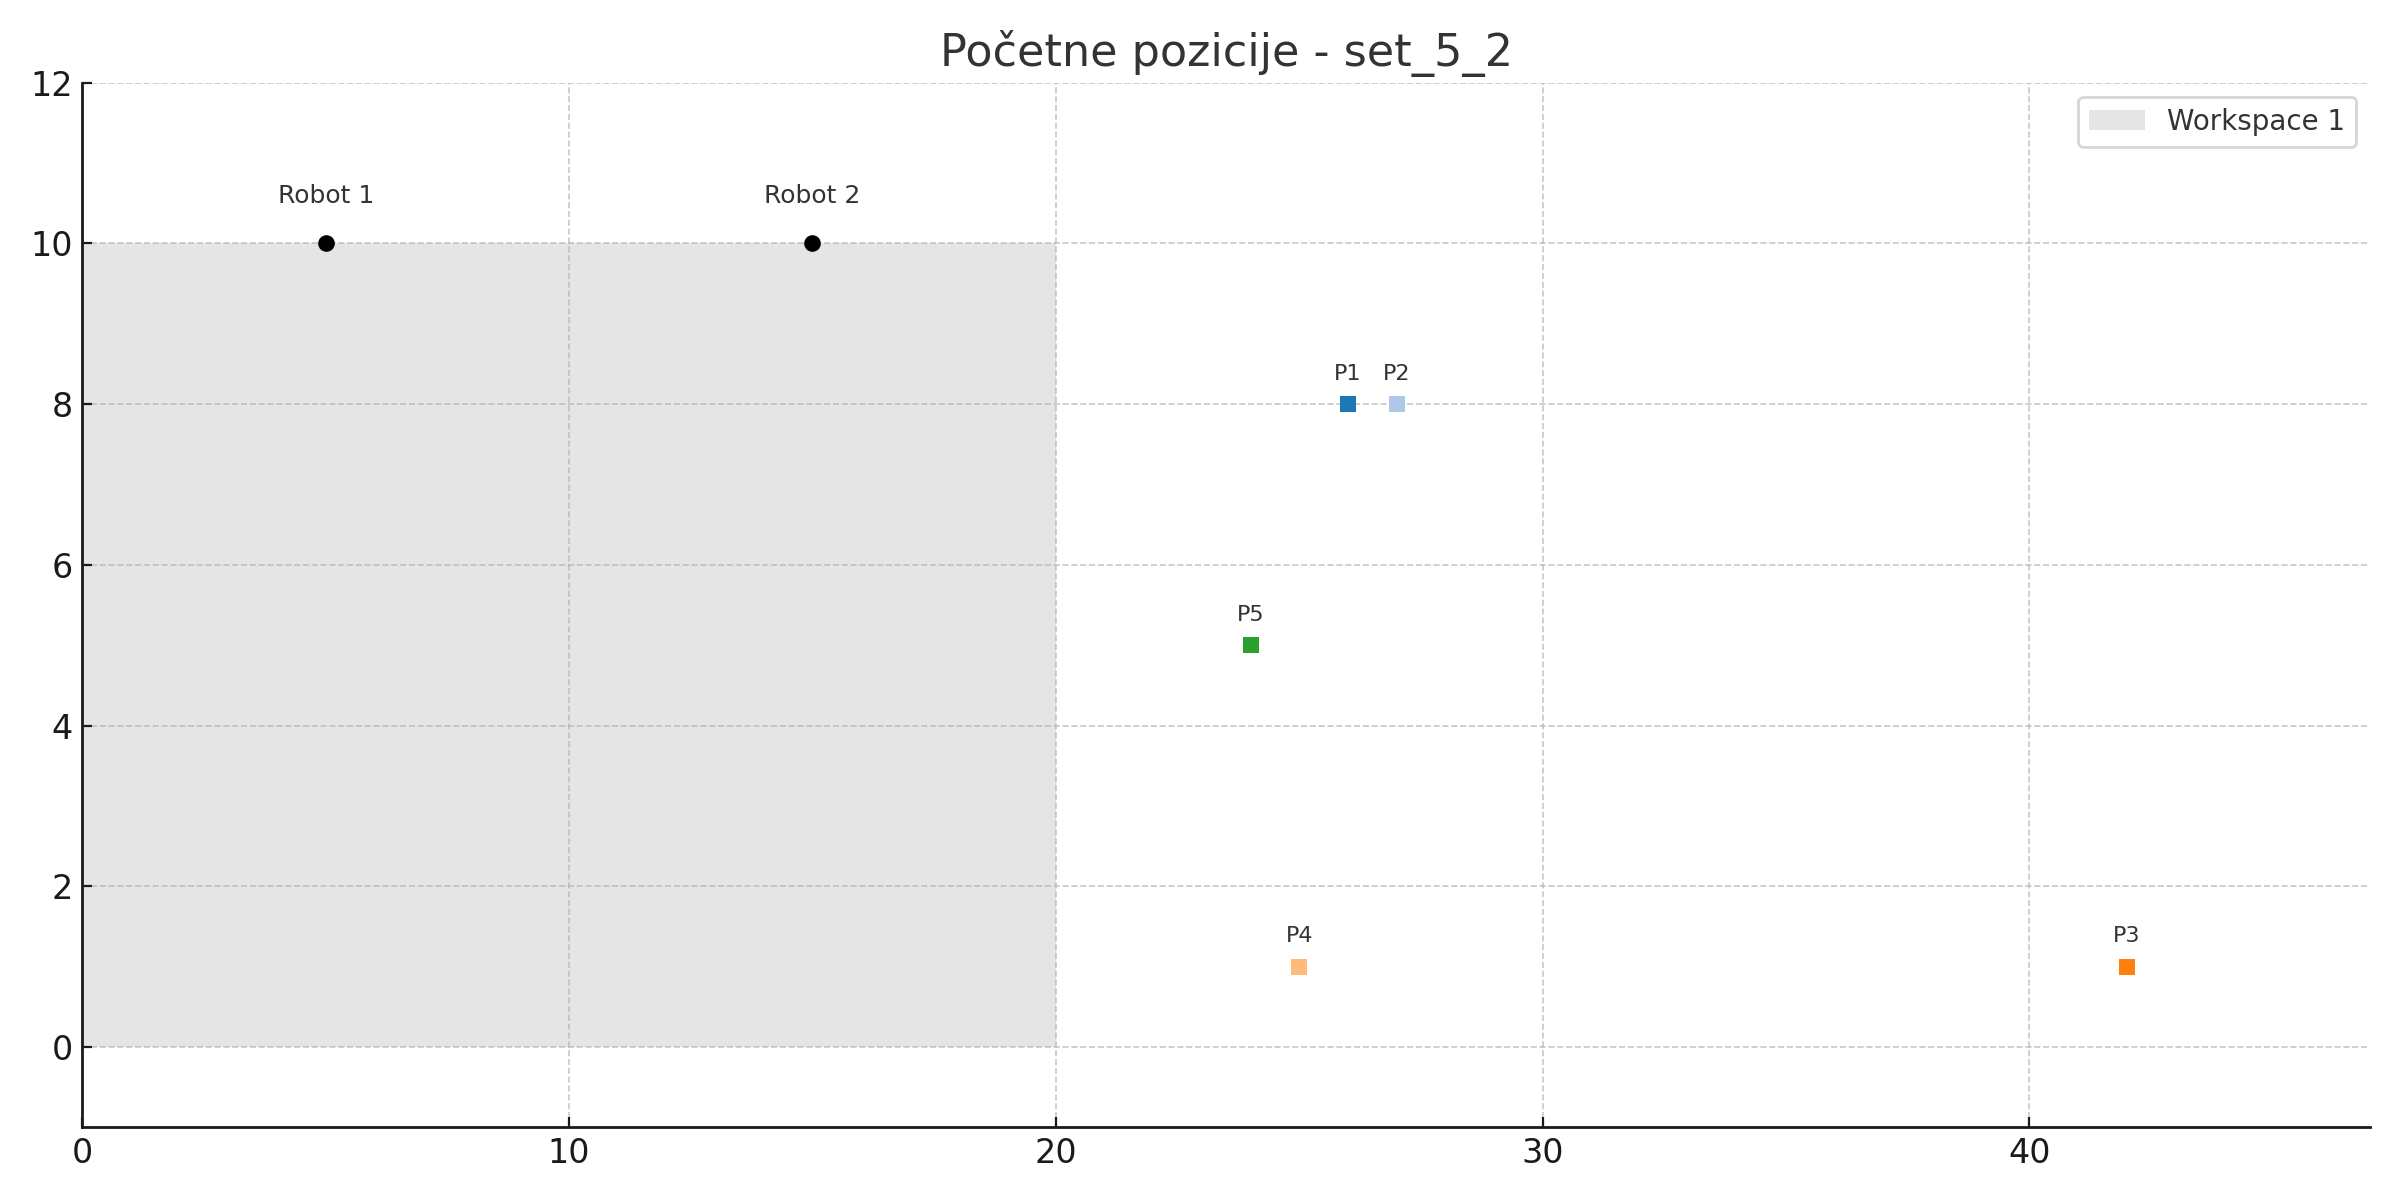 Početne pozicije - set_5_2
12
Workspace 1
Robot 1 Robot 2
10
P1 P2
8
P5
6
4
P4 P3
2
0
0 10 20 30 40